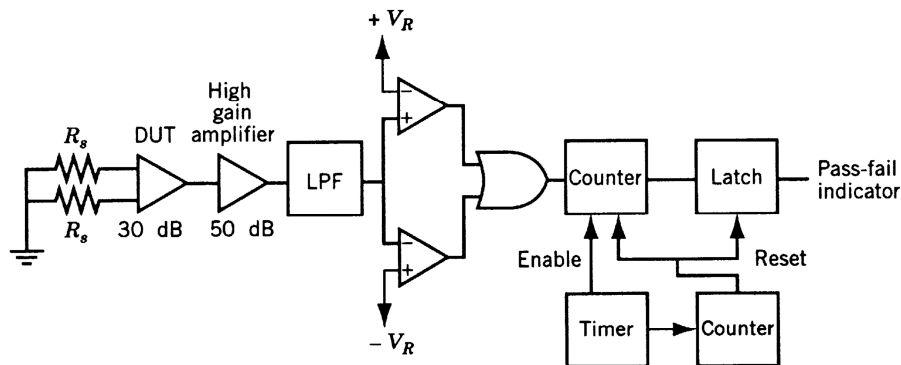 + V_R
High
gain
amplifier
R_s
DUT
−
+
LPF
Counter
Latch
Pass-fail
indicator
R_s
30 dB
50 dB
−
+
Enable
Reset
Timer
Counter
− V_R